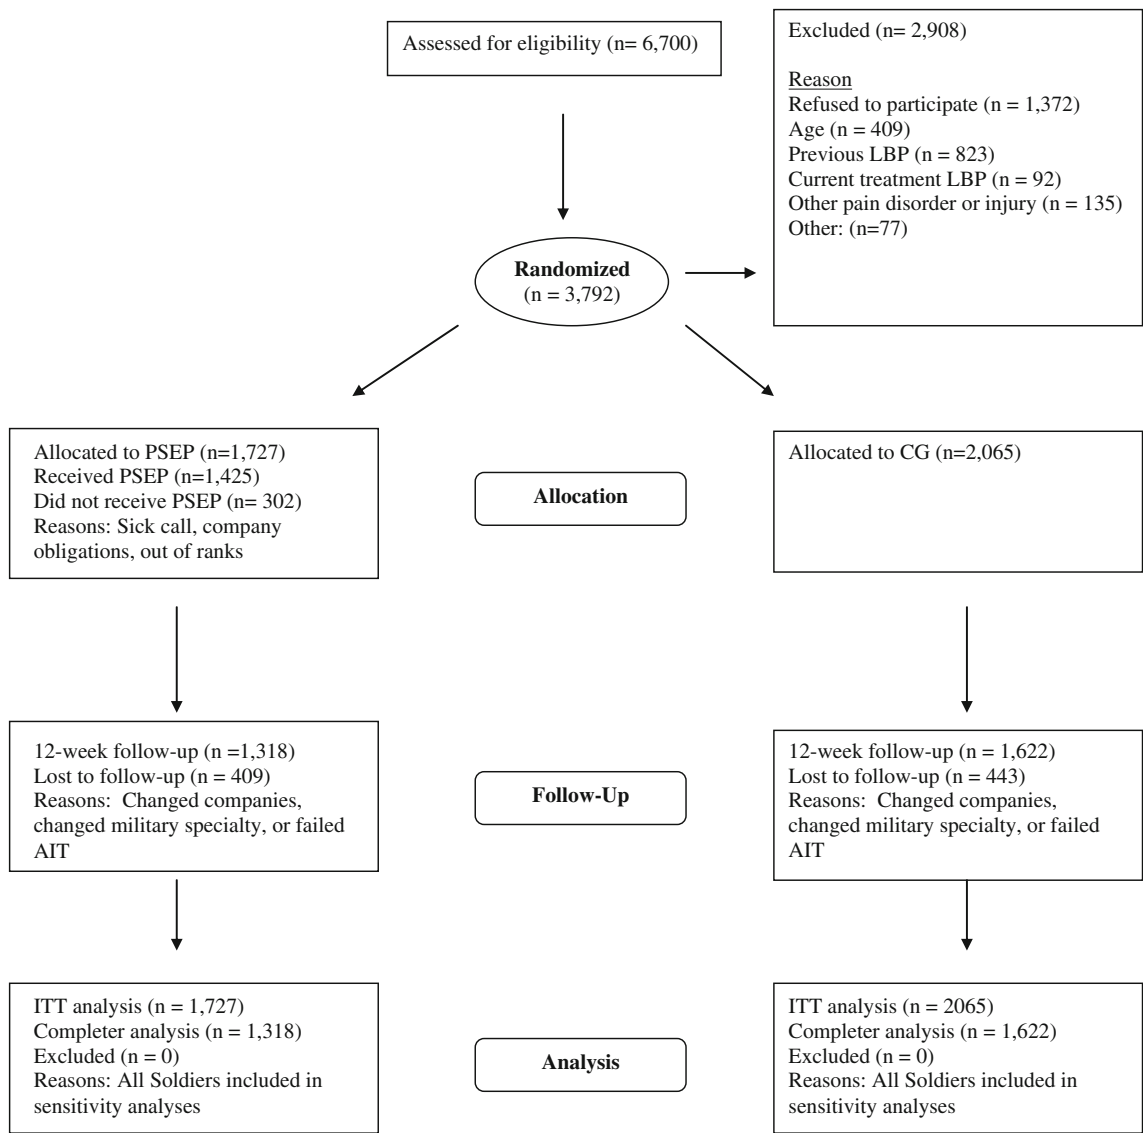 Assessed for eligibility (n= 6,700)
Excluded (n= 2,908)
Reason
Refused to participate (n = 1,372)
Age (n = 409)
Previous LBP (n = 823)
Current treatment LBP (n = 92)
Other pain disorder or injury (n = 135)
Other: (n=77)
Randomized
(n = 3,792)
Allocated to PSEP (n=1,727)
Received PSEP (n=1,425)
Did not receive PSEP (n= 302)
Reasons: Sick call, company
obligations, out of ranks
Allocation
Allocated to CG (n=2,065)
12-week follow-up (n =1,318)
Lost to follow-up (n = 409)
Reasons:  Changed companies,
changed military specialty, or failed
AIT
Follow-Up
12-week follow-up (n = 1,622)
Lost to follow-up (n = 443)
Reasons:  Changed companies,
changed military specialty, or failed
AIT
ITT analysis (n = 1,727)
Completer analysis (n = 1,318)
Excluded (n = 0)
Reasons: All Soldiers included in
sensitivity analyses
Analysis
ITT analysis (n = 2065)
Completer analysis (n = 1,622)
Excluded (n = 0)
Reasons: All Soldiers included in
sensitivity analyses